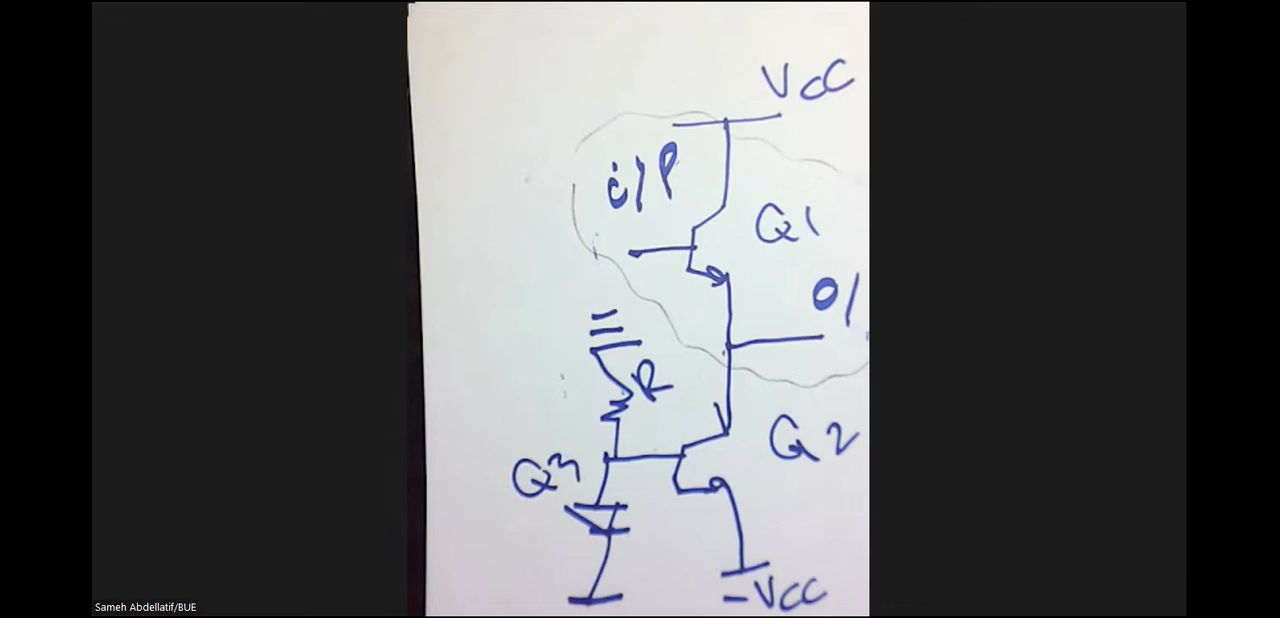 VCC
i/P
Q1
O/
R
Q2
Q3
-VCC
Sameh Abdellatif/BUE